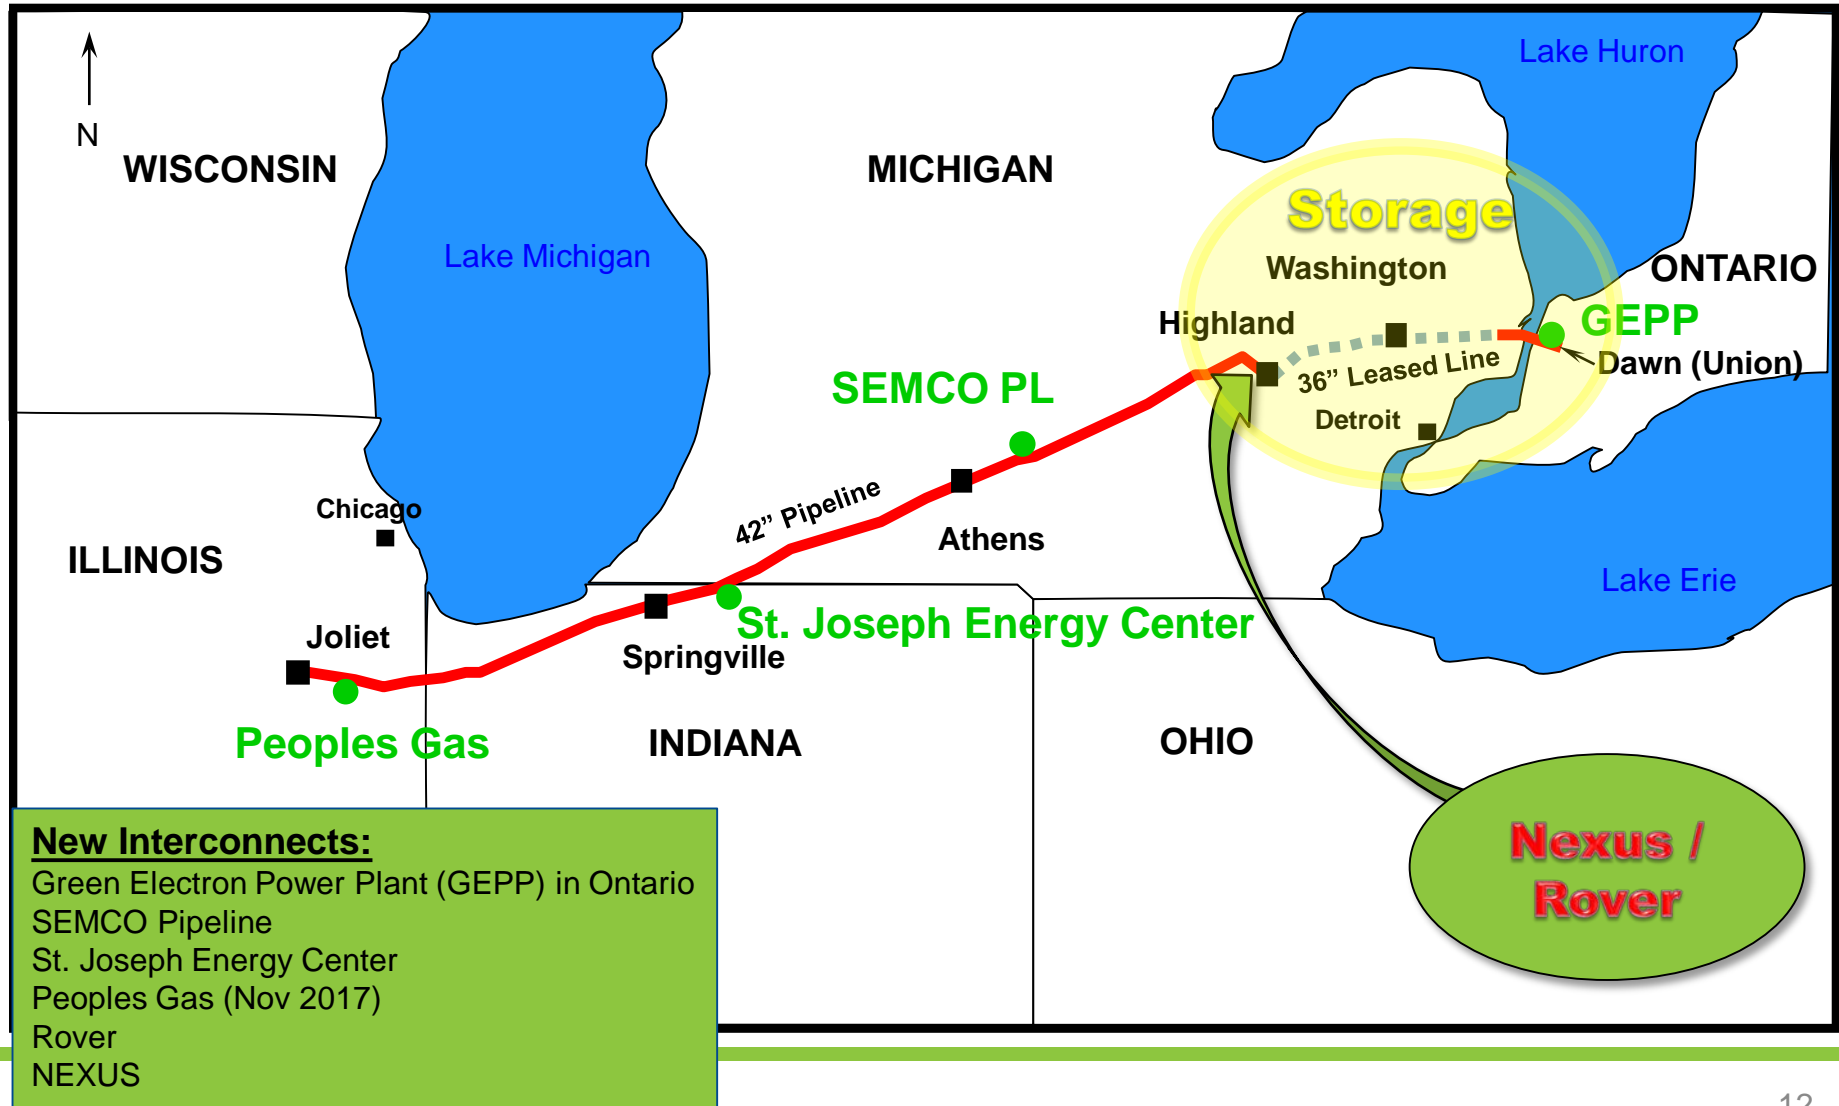 Lake Huron
N
WISCONSIN
MICHIGAN
Storage
Lake Michigan
Washington
ONTARIO
Highland
GEPP
Dawn (Union)
36” Leased Line
SEMCO PL
Detroit
42” Pipeline
Chicago
Athens
ILLINOIS
Lake Erie
St. Joseph Energy Center
Joliet
Springville
Peoples Gas
INDIANA
OHIO
Nexus /
Rover
New Interconnects:
Green Electron Power Plant (GEPP) in Ontario
SEMCO Pipeline
St. Joseph Energy Center
Peoples Gas (Nov 2017)
Rover
NEXUS
12